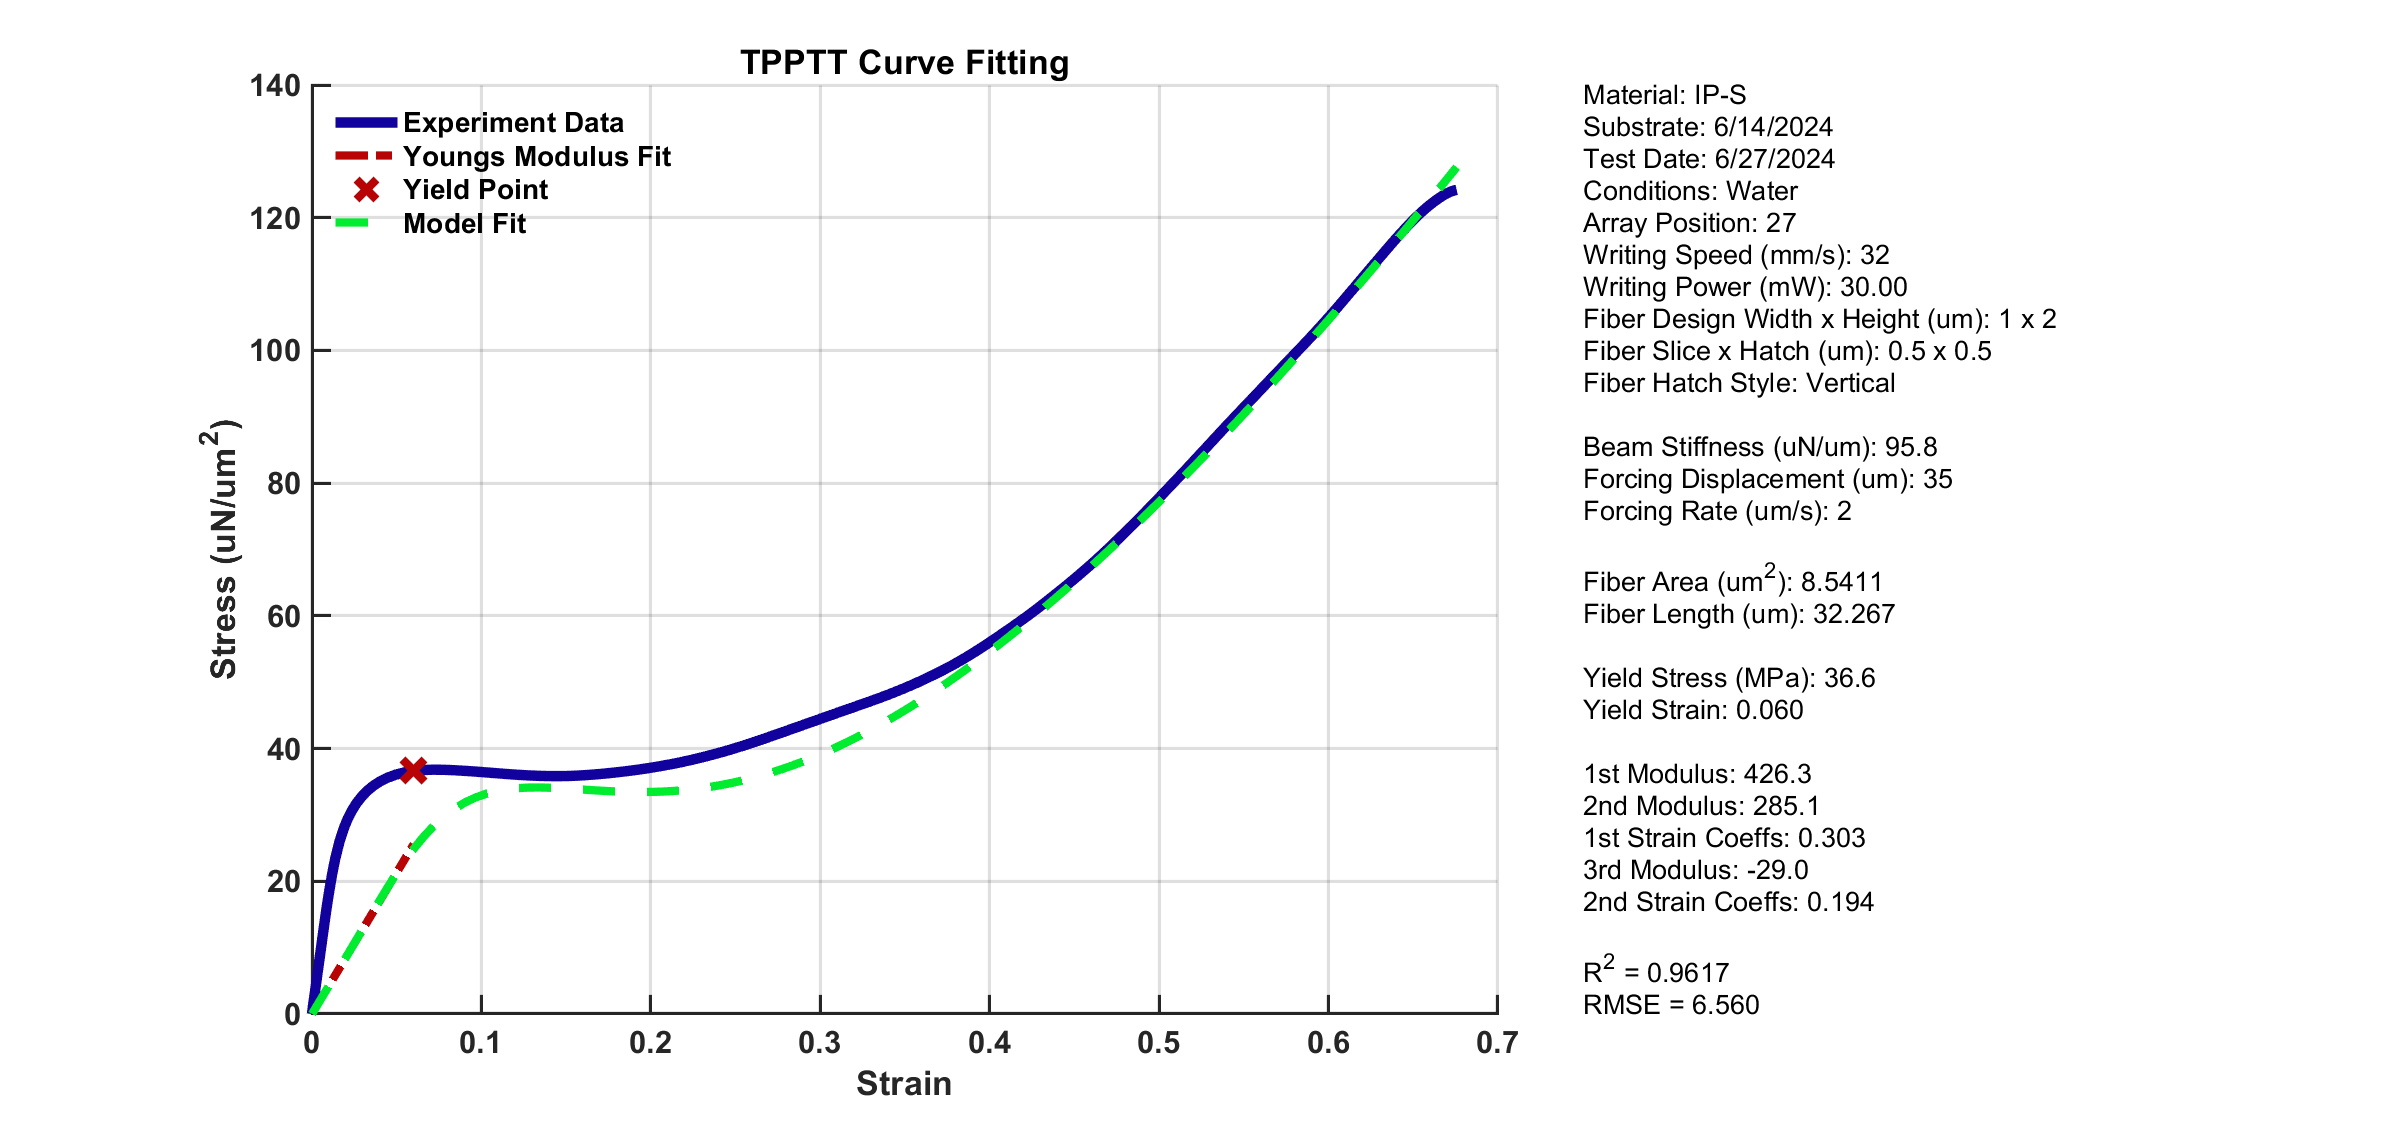 TPPTT Curve Fitting
140
120
100
80
60
40
20
0
Stress (uN/um²)
Experiment Data
Youngs Modulus Fit
Yield Point
Model Fit
0 0.1 0.2 0.3 0.4 0.5 0.6 0.7
Strain
Material: IP-S
Substrate: 6/14/2024
Test Date: 6/27/2024
Conditions: Water
Array Position: 27
Writing Speed (mm/s): 32
Writing Power (mW): 30.00
Fiber Design Width x Height (um): 1 x 2
Fiber Slice x Hatch (um): 0.5 x 0.5
Fiber Hatch Style: Vertical
Beam Stiffness (uN/um): 95.8
Forcing Displacement (um): 35
Forcing Rate (um/s): 2
Fiber Area (um²): 8.5411
Fiber Length (um): 32.267
Yield Stress (MPa): 36.6
Yield Strain: 0.060
1st Modulus: 426.3
2nd Modulus: 285.1
1st Strain Coeffs: 0.303
3rd Modulus: -29.0
2nd Strain Coeffs: 0.194
R² = 0.9617
RMSE = 6.560